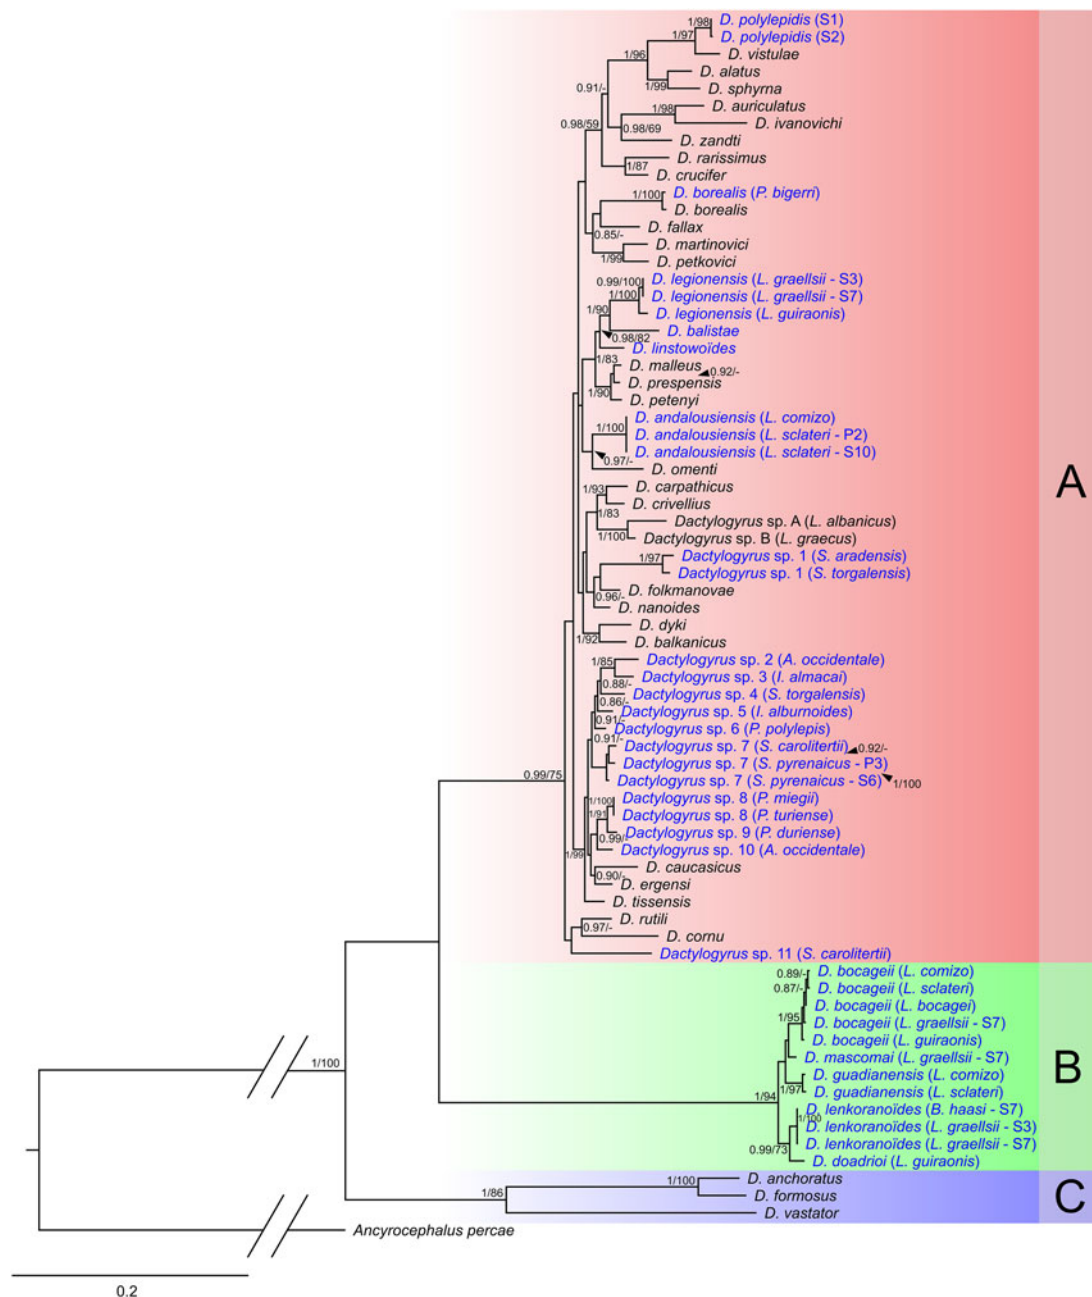 1/98
D. polylepidis (S1)
D. polylepidis (S2)
1/97
D. vistulae
1/96
D. alatus
1/99
D. sphyrna
0.91/-
D. auriculatus
1/98
D. ivanovichi
0.98/59
0.98/69
D. zandti
D. rarissimus
1/87
D. crucifer
1/100
D. borealis (P. bigerri)
D. borealis
D. fallax
0.85/-
D. martinovici
1/99
D. petkovici
0.99/100
D. legionensis (L. graellsii - S3)
1/100
D. legionensis (L. graellsii - S7)
1/90
D. legionensis (L. guiraonis)
D. balistae
0.98/82
D. linstowoïdes
1/83
D. malleus
0.92/-
D. prespensis
1/90
D. petenyi
D. andalousiensis (L. comizo)
1/100
D. andalousiensis (L. sclateri - P2)
D. andalousiensis (L. sclateri - S10)
0.97/-
D. omenti
1/93
D. carpathicus
D. crivellius
1/83
Dactylogyrus sp. A (L. albanicus)
1/100
Dactylogyrus sp. B (L. graecus)
1/97
Dactylogyrus sp. 1 (S. aradensis)
Dactylogyrus sp. 1 (S. torgalensis)
D. folkmanovae
0.96/-
D. nanoides
D. dyki
1/92
D. balkanicus
1/85
Dactylogyrus sp. 2 (A. occidentale)
Dactylogyrus sp. 3 (I. almacai)
0.88/-
Dactylogyrus sp. 4 (S. torgalensis)
0.86/-
Dactylogyrus sp. 5 (I. alburnoides)
0.91/-
Dactylogyrus sp. 6 (P. polylepis)
0.91/-
Dactylogyrus sp. 7 (S. carolitertii)
0.92/-
Dactylogyrus sp. 7 (S. pyrenaicus - P3)
0.99/75
Dactylogyrus sp. 7 (S. pyrenaicus - S6)
1/100
1/100
Dactylogyrus sp. 8 (P. miegii)
1/91
Dactylogyrus sp. 8 (P. turiense)
Dactylogyrus sp. 9 (P. duriense)
0.99/-
Dactylogyrus sp. 10 (A. occidentale)
1/99
D. caucasicus
0.90/-
D. ergensi
D. tissensis
D. rutili
0.97/-
D. cornu
Dactylogyrus sp. 11 (S. carolitertii)
A
0.89/-
D. bocageii (L. comizo)
0.87/-
D. bocageii (L. sclateri)
D. bocageii (L. bocagei)
1/95
D. bocageii (L. graellsii - S7)
D. bocageii (L. guiraonis)
D. mascomai (L. graellsii - S7)
D. guadianensis (L. comizo)
1/97
D. guadianensis (L. sclateri)
1/94
D. lenkoranoïdes (B. haasi - S7)
1/100
D. lenkoranoïdes (L. graellsii - S3)
D. lenkoranoïdes (L. graellsii - S7)
0.99/73
D. doadrioi (L. guiraonis)
B
1/100
D. anchoratus
1/100
1/86
D. formosus
D. vastator
C
Ancyrocephalus percae
0.2